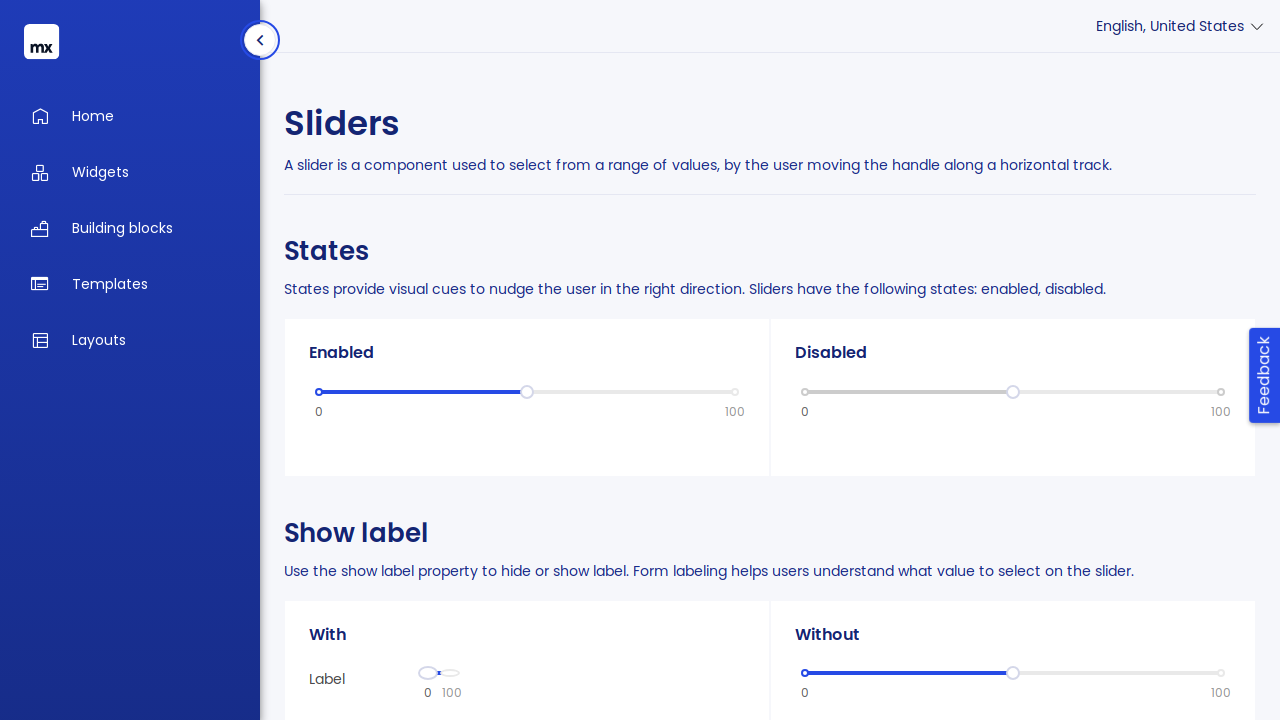 mx
Home
Widgets
Building blocks
Templates
Layouts
English, United States
Sliders
A slider is a component used to select from a range of values, by the user moving the handle along a horizontal track.
States
States provide visual cues to nudge the user in the right direction. Sliders have the following states: enabled, disabled.
Enabled
0 100
Disabled
0 100
Feedback
Show label
Use the show label property to hide or show label. Form labeling helps users understand what value to select on the slider.
With
Label
0 100
Without
0 100